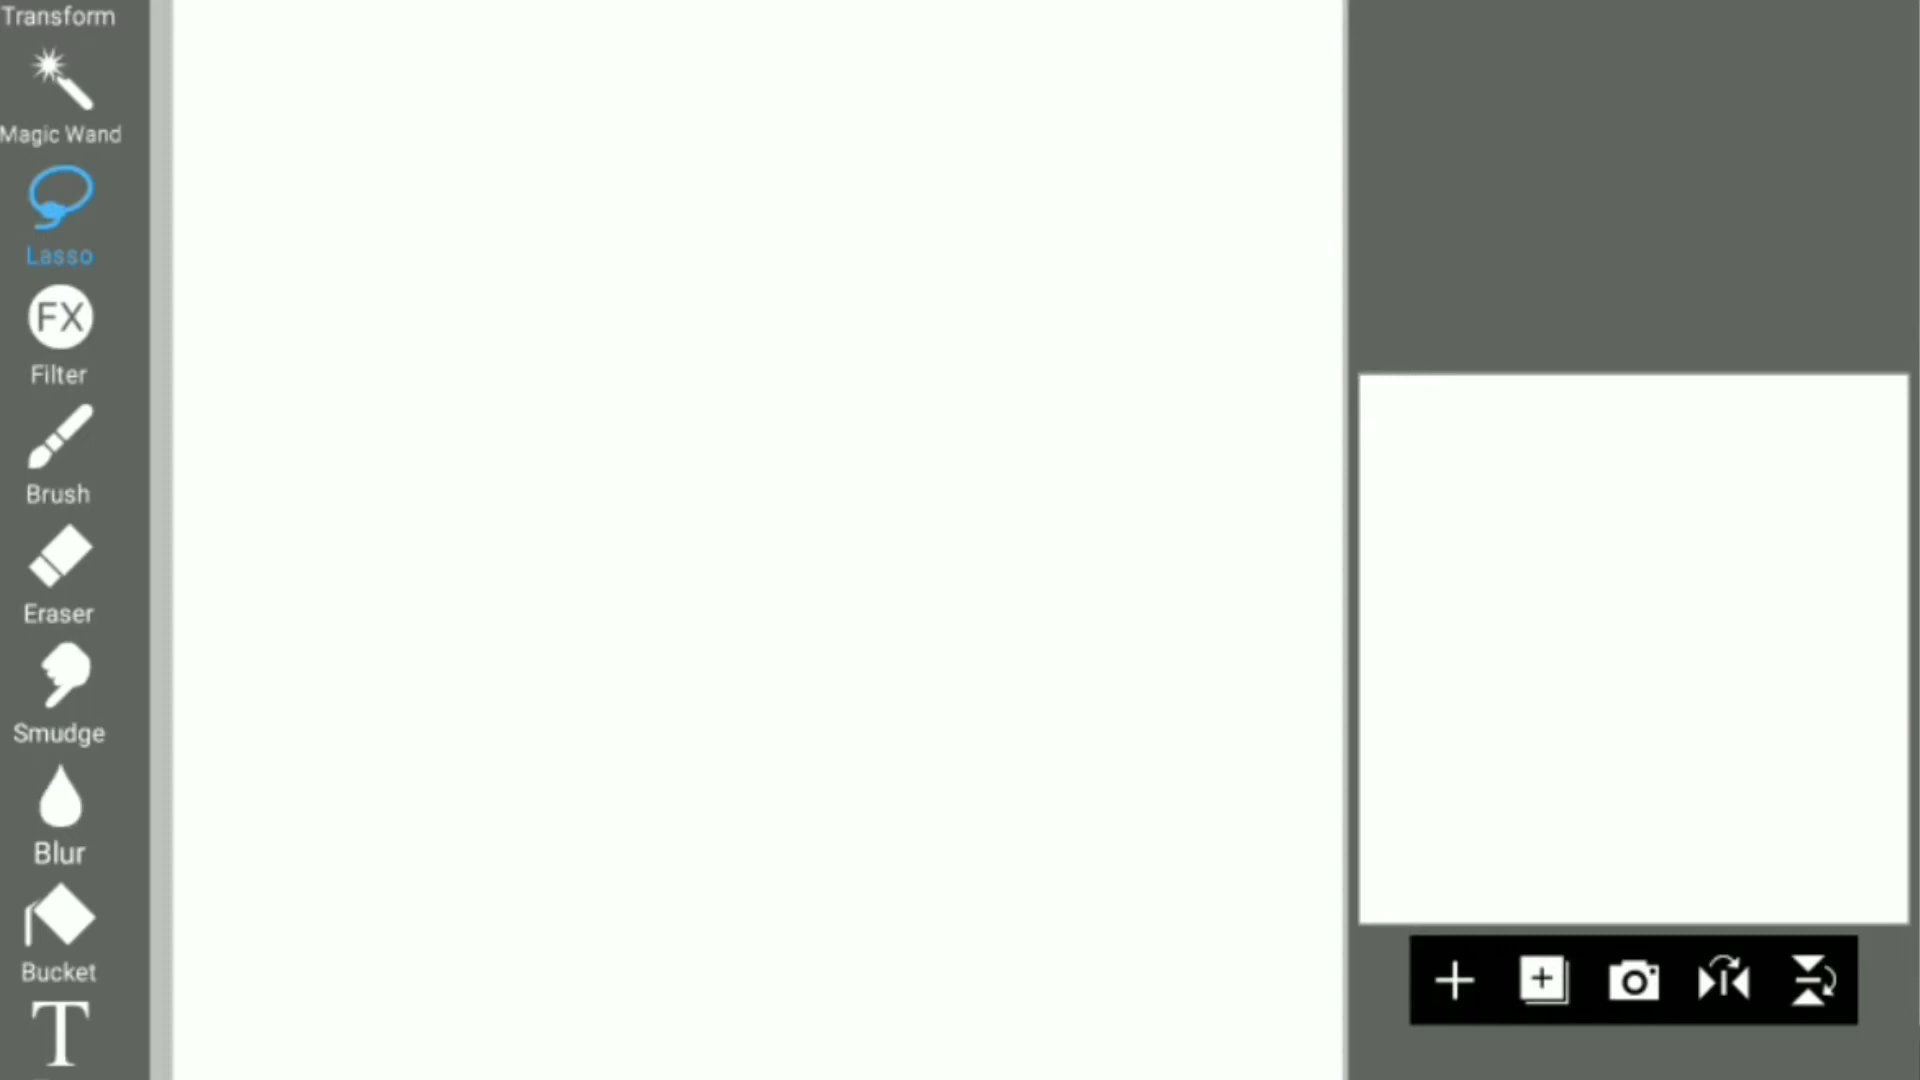 Transform
Magic Wand
Lasso
FX
Filter
Brush
Eraser
Smudge
Blur
Bucket
T